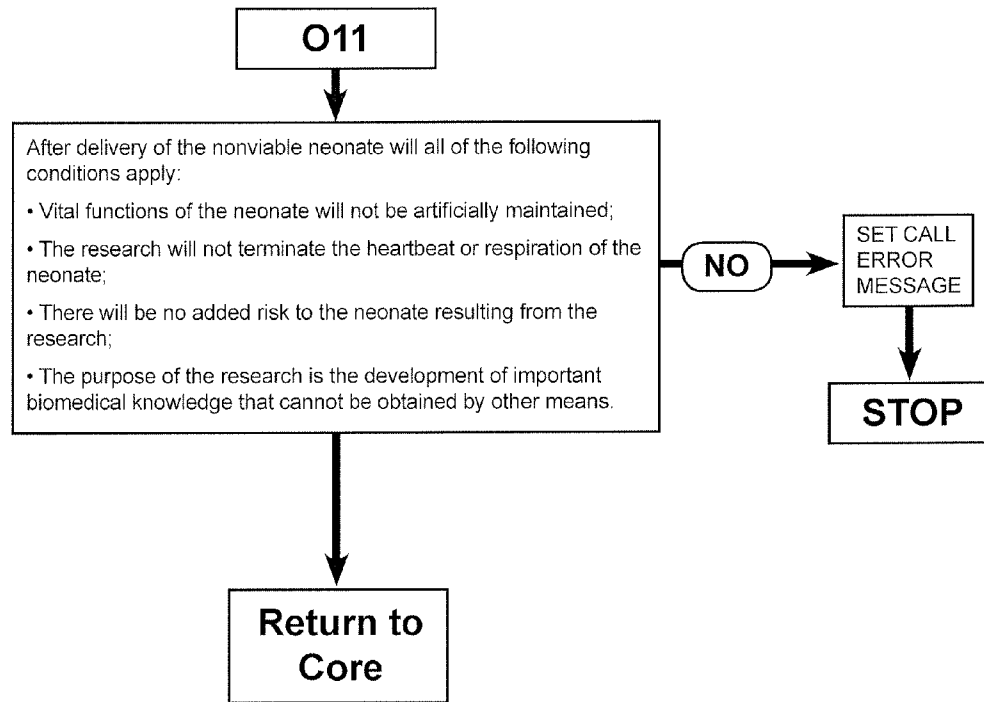 O11
After delivery of the nonviable neonate will all of the following
conditions apply:
• Vital functions of the neonate will not be artificially maintained;
• The research will not terminate the heartbeat or respiration of the
neonate;
• There will be no added risk to the neonate resulting from the
research;
• The purpose of the research is the development of important
biomedical knowledge that cannot be obtained by other means.
NO
SET CALL
ERROR
MESSAGE
STOP
Return to
Core